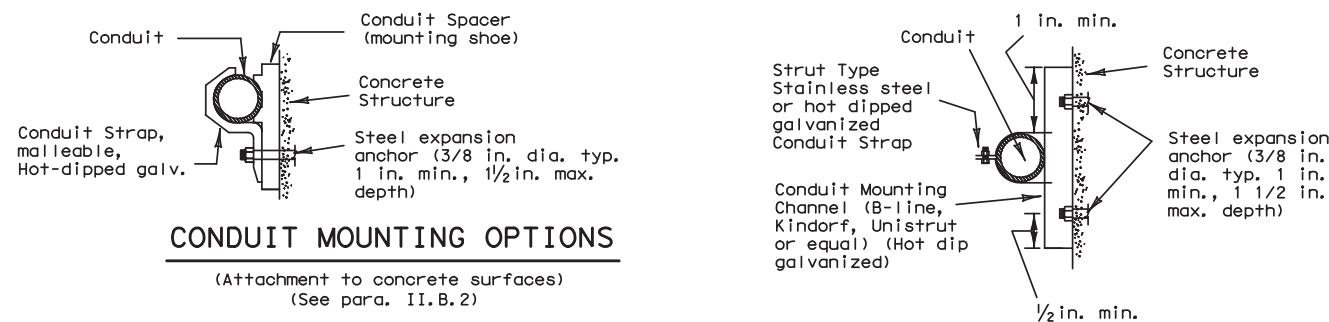 Conduit
Conduit Spacer
(mounting shoe)
Concrete
Structure
Conduit Strap,
malleable,
Hot-dipped galv.
Steel expansion
anchor (3/8 in. dia. typ.
1 in. min., 1½ in. max.
depth)
CONDUIT MOUNTING OPTIONS
(Attachment to concrete surfaces)
(See para. II.B.2)
1 in. min.
Conduit
Concrete
Structure
Strut Type
Stainless steel
or hot dipped
galvanized
Conduit Strap
Steel expansion
anchor (3/8 in.
dia. typ. 1 in.
min., 1 1/2 in.
max. depth)
Conduit Mounting
Channel (B-line,
Kindorf, Unistrut
or equal) (Hot dip
galvanized)
½ in. min.